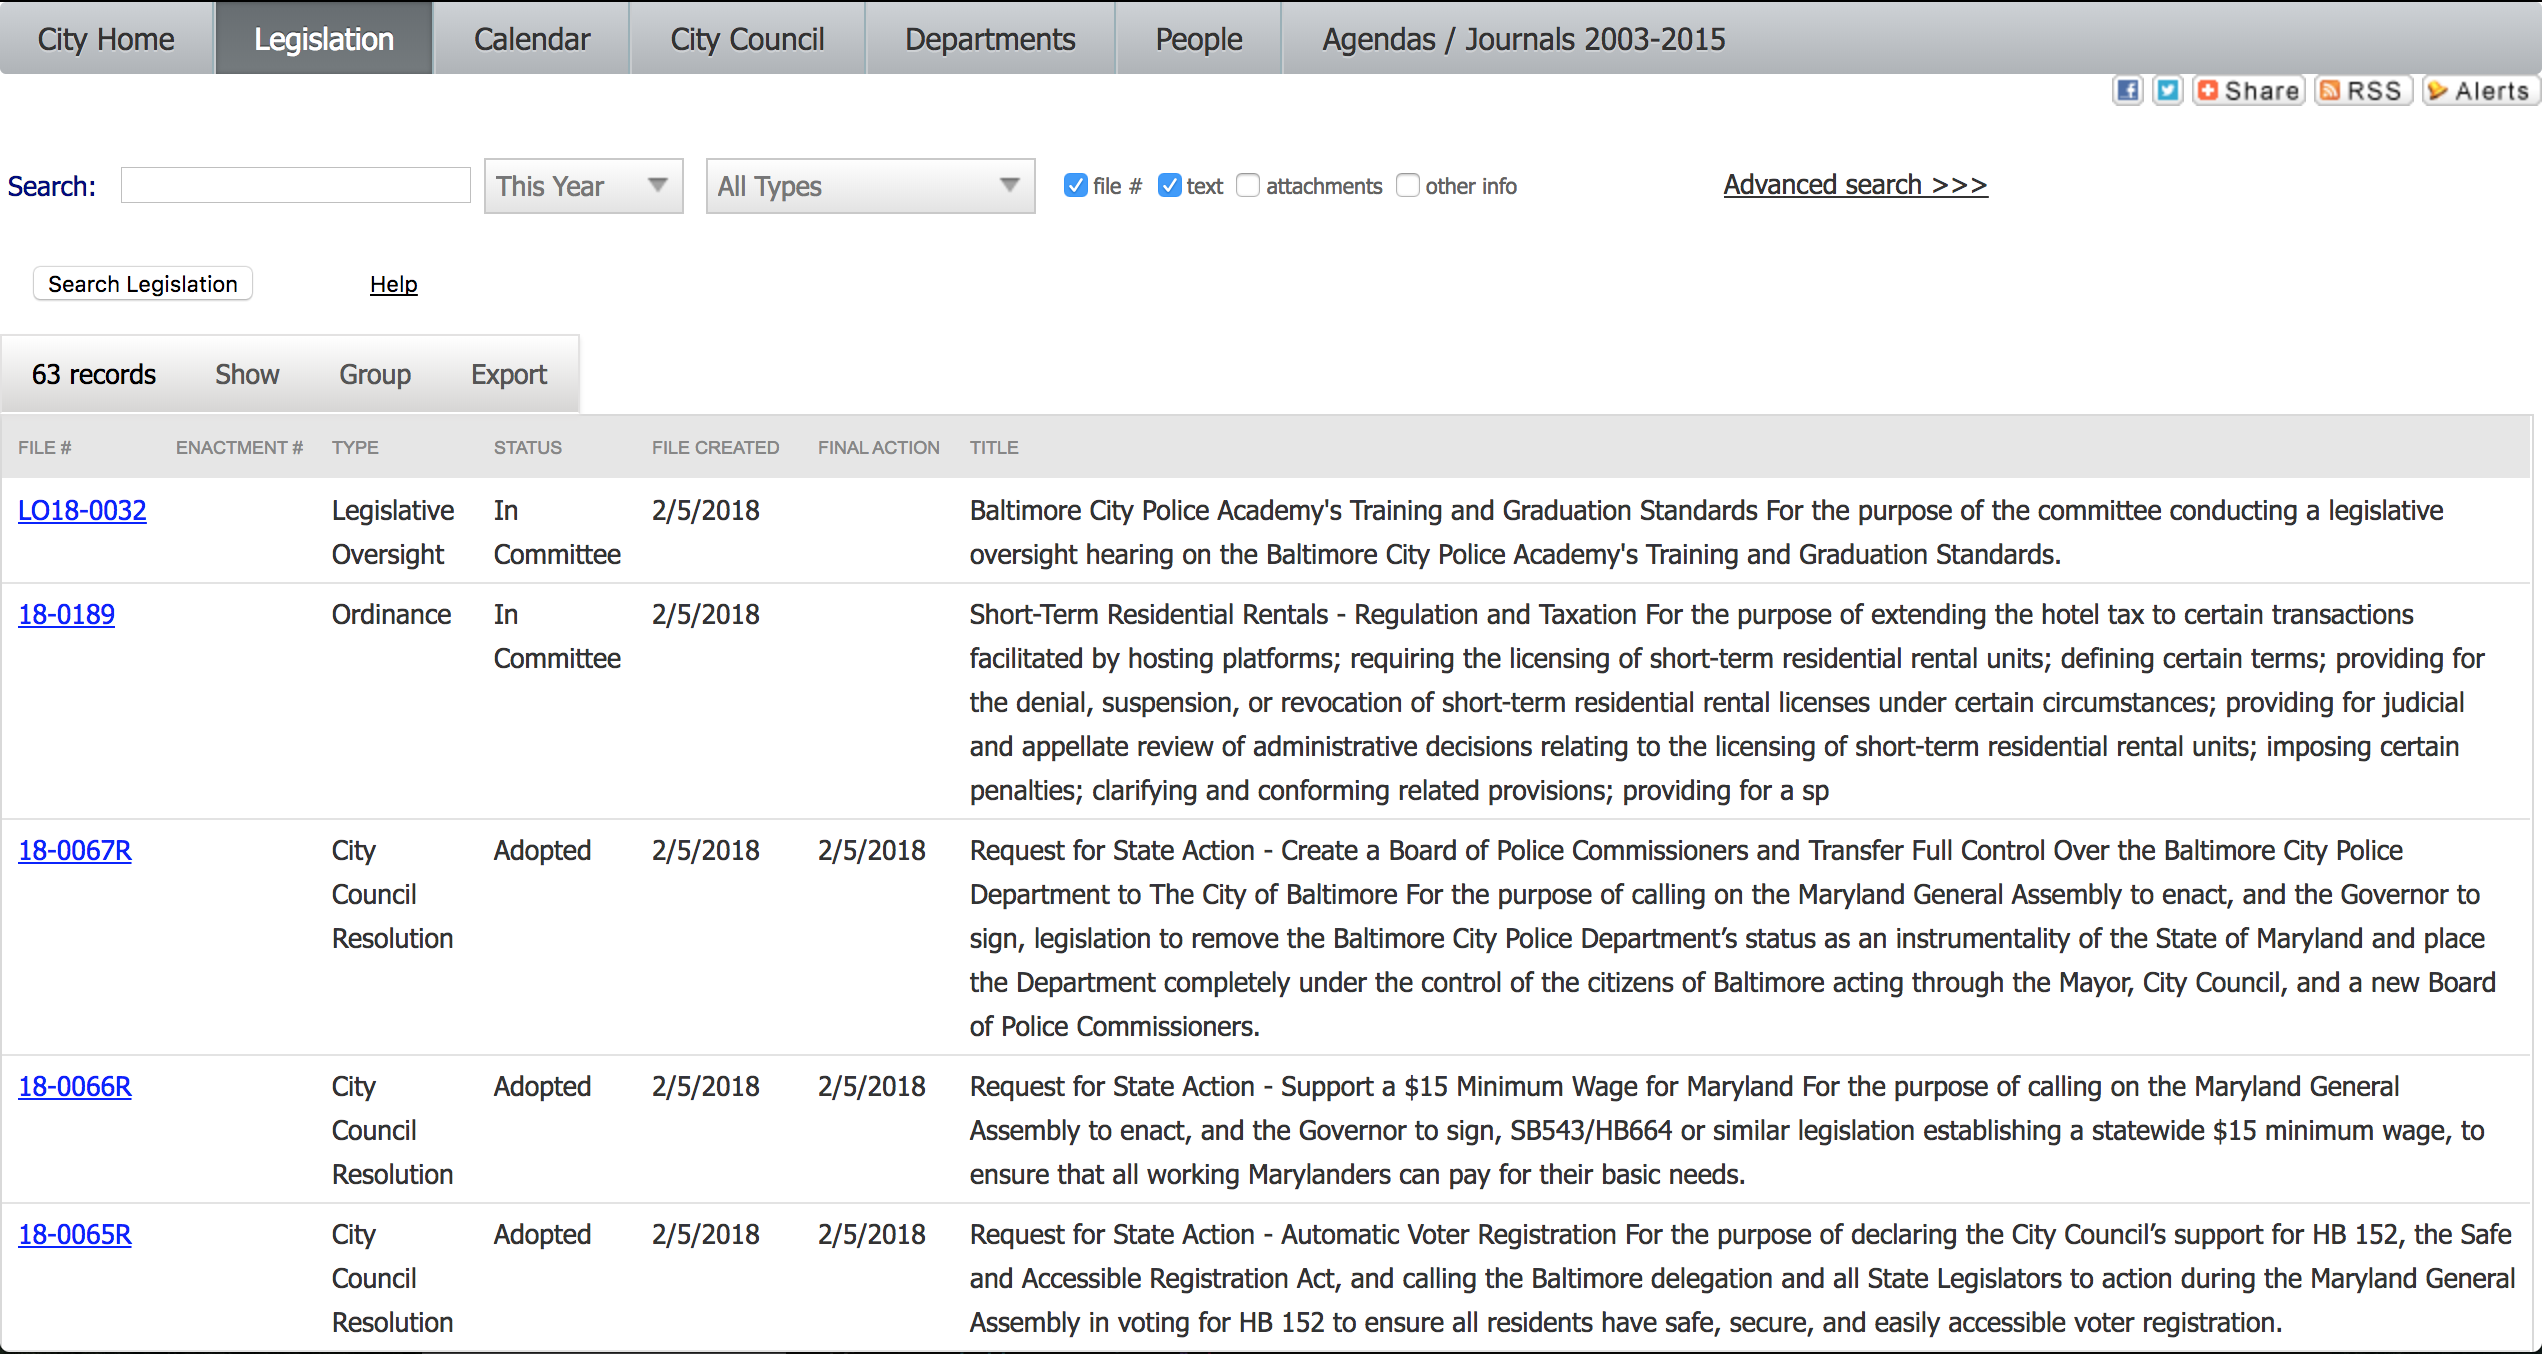 City Home Legislation Calendar City Council Departments People Agendas / Journals 2003-2015
Share RSS Alerts
Search: This Year All Types file # text attachments other info Advanced search >>>
Search Legislation Help
63 records Show Group Export
FILE # ENACTMENT # TYPE STATUS FILE CREATED FINAL ACTION TITLE
LO18-0032 Legislative In 2/5/2018 Baltimore City Police Academy's Training and Graduation Standards For the purpose of the committee conducting a legislative
Oversight Committee oversight hearing on the Baltimore City Police Academy's Training and Graduation Standards.
18-0189 Ordinance In 2/5/2018 Short-Term Residential Rentals - Regulation and Taxation For the purpose of extending the hotel tax to certain transactions
Committee facilitated by hosting platforms; requiring the licensing of short-term residential rental units; defining certain terms; providing for
the denial, suspension, or revocation of short-term residential rental licenses under certain circumstances; providing for judicial
and appellate review of administrative decisions relating to the licensing of short-term residential rental units; imposing certain
penalties; clarifying and conforming related provisions; providing for a sp
18-0067R City Adopted 2/5/2018 2/5/2018 Request for State Action - Create a Board of Police Commissioners and Transfer Full Control Over the Baltimore City Police
Council Department to The City of Baltimore For the purpose of calling on the Maryland General Assembly to enact, and the Governor to
Resolution sign, legislation to remove the Baltimore City Police Department’s status as an instrumentality of the State of Maryland and place
the Department completely under the control of the citizens of Baltimore acting through the Mayor, City Council, and a new Board
of Police Commissioners.
18-0066R City Adopted 2/5/2018 2/5/2018 Request for State Action - Support a $15 Minimum Wage for Maryland For the purpose of calling on the Maryland General
Council Assembly to enact, and the Governor to sign, SB543/HB664 or similar legislation establishing a statewide $15 minimum wage, to
Resolution ensure that all working Marylanders can pay for their basic needs.
18-0065R City Adopted 2/5/2018 2/5/2018 Request for State Action - Automatic Voter Registration For the purpose of declaring the City Council’s support for HB 152, the Safe
Council and Accessible Registration Act, and calling the Baltimore delegation and all State Legislators to action during the Maryland General
Resolution Assembly in voting for HB 152 to ensure all residents have safe, secure, and easily accessible voter registration.